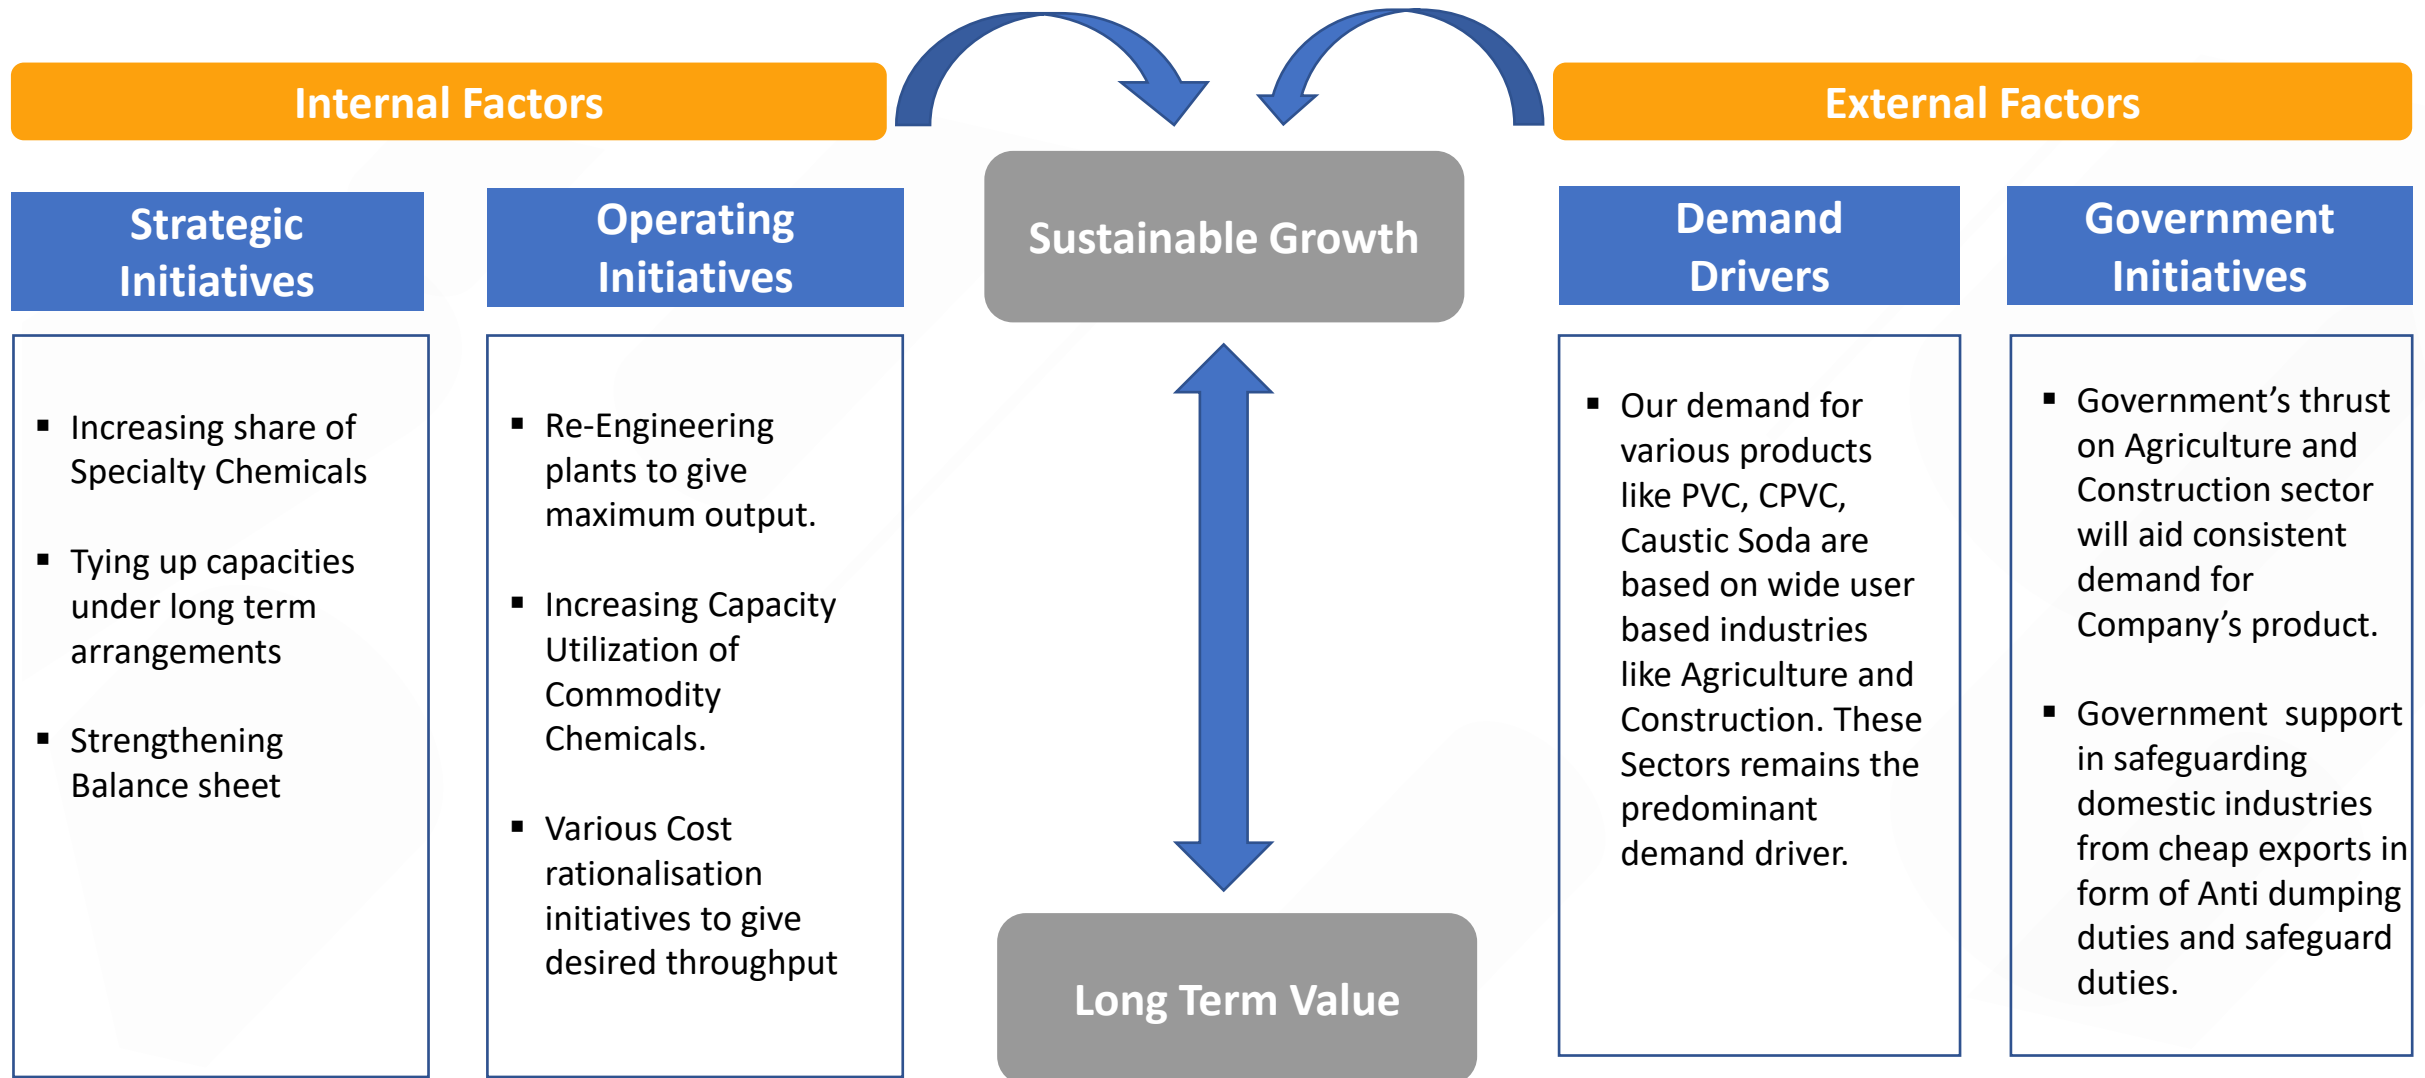 Internal Factors
Strategic
Initiatives
▪ Increasing share of
Specialty Chemicals
▪ Tying up capacities
under long term
arrangements
▪ Strengthening
Balance sheet
Operating
Initiatives
▪ Re-Engineering
plants to give
maximum output.
▪ Increasing Capacity
Utilization of
Commodity
Chemicals.
▪ Various Cost
rationalisation
initiatives to give
desired throughput
Sustainable Growth
Long Term Value
External Factors
Demand
Drivers
▪ Our demand for
various products
like PVC, CPVC,
Caustic Soda are
based on wide user
based industries
like Agriculture and
Construction. These
Sectors remains the
predominant
demand driver.
Government
Initiatives
▪ Government’s thrust
on Agriculture and
Construction sector
will aid consistent
demand for
Company’s product.
▪ Government support
in safeguarding
domestic industries
from cheap exports in
form of Anti dumping
duties and safeguard
duties.